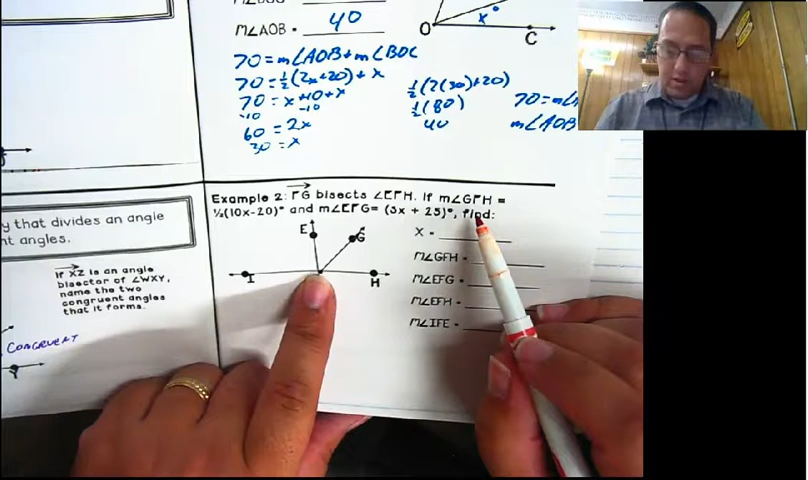 m∠AOB = 40
O
x°
C
70 = m∠AOB + m∠BOC
70 = ½(2x+20) + x
70 = x+10+x
-10 -10
60 = 2x
30 = x
½(2(30)+20)
½(80)
40
70 = m∠
m∠AOB
Example 2: FG bisects ∠EFH. If m∠GFH =
½(10x-20)° and m∠EFG= (3x + 25)°, find:
E
G
I
H
x =
m∠GFH =
m∠EFG =
m∠EFH =
m∠IFE =
y that divides an angle
nt angles.
If XZ is an angle
bisector of ∠WXY,
name the two
congruent angles
that it forms.
CONGRUENT
Y